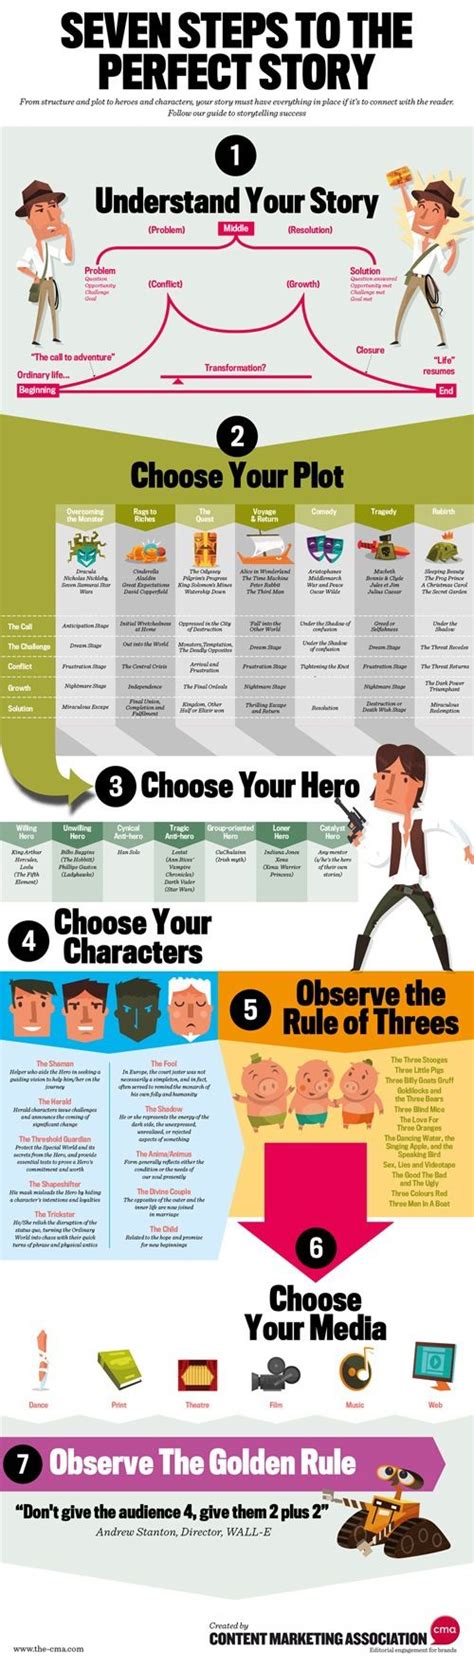 SEVEN STEPS TO THE
PERFECT STORY
From structure and plot to heroes and characters, your story must have everything in place if it's to connect with the reader.
Follow our guide to storytelling success
1
Understand Your Story
(Problem)
Middle
(Resolution)
Problem
Question
Opportunity
Challenge
Goal
(Conflict)
(Growth)
Solution
Question answered
Opportunity met
Challenge met
Goal met
"The call to adventure"
Ordinary life...
Beginning
Transformation?
Closure
"Life"
resumes
End
2
Choose Your Plot
Overcoming
the Monster
Rags to
Riches
The
Quest
Voyage
& Return
Comedy
Tragedy
Rebirth
Dracula
Nicholas Nickleby,
Seven Samurai Star
Wars
Cinderella
Aladdin
Great Expectations
David Copperfield
The Odyssey
Pilgrim's Progress
King Solomon's Mines
Watership Down
Alice in Wonderland
The Time Machine
Peter Rabbit
The Third Man
Aristophanes
Middlemarch
War and Peace
Oscar Wilde
Macbeth
Bonnie & Clyde
Jules et Jim
Julius Caesar
Sleeping Beauty
The Frog Prince
A Christmas Carol
The Secret Garden
The Call
Anticipation Stage
Initial Wretchedness
at Home
Oppressed in the City
of Destruction
Fall into the
Other World
Under the Shadow of
confusion
Greed or
Selfishness
Under the
Shadow
The Challenge
Dream Stage
Out into the World
Monsters, Temptation,
The Deadly Opposites
Dream Stage
Under the Shadow
of confusion
Dream Stage
The Threat Recedes
Conflict
Frustration Stage
The Central Crisis
Arrival and
Frustration
Frustration Stage
Tightening the Knot
Frustration Stage
The Threat Returns
Growth
Nightmare Stage
Independence
The Final Ordeals
Nightmare Stage
Nightmare Stage
The Dark Power
Triumphant
Solution
Miraculous Escape
Final Union,
Completion and
Fulfilment
Kingdom, Other
Half or Elixir won
Thrilling Escape
and Return
Resolution
Destruction or
Death Wish Stage
Miraculous
Redemption
3
Choose Your Hero
Willing
Hero
Unwilling
Hero
Cynical
Anti-hero
Tragic
Anti-hero
Group-oriented
Hero
Loner
Hero
Catalyst
Hero
King Arthur
Hercules,
Leelu
(The Fifth
Element)
Bilbo Baggins
(The Hobbit)
Phillipe Gaston
(Ladyhawke)
Han Solo
Lestat
(Ann Rices'
Vampire
Chronicles)
Darth Vader
(Star Wars)
CuChulainn
(Irish myth)
Indiana Jones
Xena
(Xena: Warrior
Princess)
Any mentor
(s/he's the hero
of their own
stories)
4
Choose Your
Characters
The Shaman
Helper who aids the Hero in seeking a
guiding vision to help him/her on the
journey
The Herald
Herald characters issue challenges
and announce the coming of
significant change
The Threshold Guardian
Protect the Special World and its
secrets from the Hero, and provide
essential tests to prove a Hero's
commitment and worth
The Shapeshifter
His mask misleads the Hero by hiding
a character's intentions and loyalties
The Trickster
He/She relish the disruption of the
status quo, turning the Ordinary
World into chaos with their quick
turns of phrase and physical antics
The Fool
In Europe, the court jester was not
necessarily a simpleton, and in fact,
often served to remind the monarch of
his own folly and humanity
The Shadow
He or she represents the energy of the
dark side, the unexpressed,
unrealized, or rejected
aspects of something
The Anima/Animus
Form generally reflects either the
condition or the needs of
our soul presently
The Divine Couple
The opposites of the outer and the
inner life are now joined
in marriage
The Child
Related to the hope and promise
for new beginnings
5
Observe the
Rule of Threes
The Three Stooges
Three Little Pigs
Three Billy Goats Gruff
Goldilocks and
the Three Bears
Three Blind Mice
The Love For
Three Oranges
The Dancing Water, the
Singing Apple, and the
Speaking Bird
Sex, Lies and Videotape
The Good The Bad
and The Ugly
Three Colours Red
Three Men In A Boat
6
Choose
Your Media
Dance
Print
Theatre
Film
Music
Web
7
Observe The Golden Rule
"Don't give the audience 4, give them 2 plus 2"
Andrew Stanton, Director, WALL-E
www.the-cma.com
Created by
CONTENT MARKETING ASSOCIATION
cma
Editorial engagement for brands